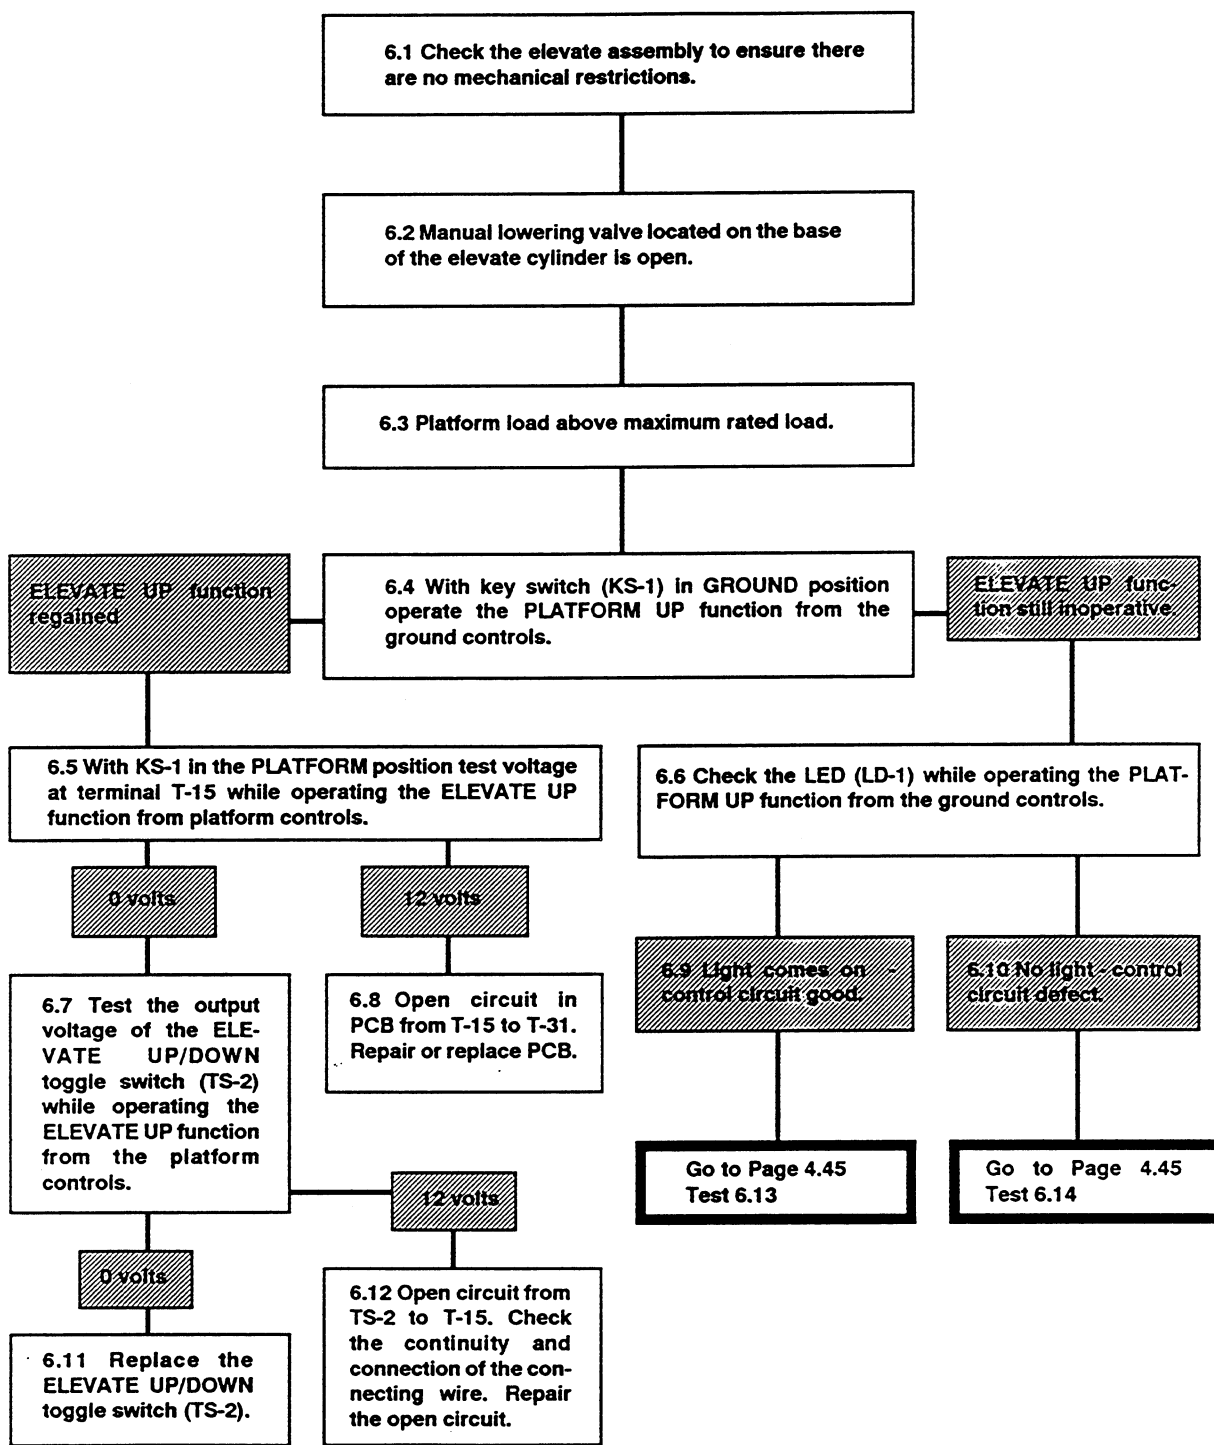 6.1 Check the elevate assembly to ensure there
are no mechanical restrictions.
6.2 Manual lowering valve located on the base
of the elevate cylinder is open.
6.3 Platform load above maximum rated load.
ELEVATE UP function
regained
6.4 With key switch (KS-1) in GROUND position
operate the PLATFORM UP function from the
ground controls.
ELEVATE UP func-
tion still inoperative.
6.5 With KS-1 in the PLATFORM position test voltage
at terminal T-15 while operating the ELEVATE UP
function from platform controls.
6.6 Check the LED (LD-1) while operating the PLAT-
FORM UP function from the ground controls.
0 volts
12 volts
6.7 Test the output
voltage of the ELE-
VATE UP/DOWN
toggle switch (TS-2)
while operating the
ELEVATE UP function
from the platform
controls.
6.8 Open circuit in
PCB from T-15 to T-31.
Repair or replace PCB.
6.9 Light comes on -
control circuit good.
6.10 No light - control
circuit defect.
Go to Page 4.45
Test 6.13
Go to Page 4.45
Test 6.14
12 volts
0 volts
6.11 Replace the
ELEVATE UP/DOWN
toggle switch (TS-2).
6.12 Open circuit from
TS-2 to T-15. Check
the continuity and
connection of the con-
necting wire. Repair
the open circuit.